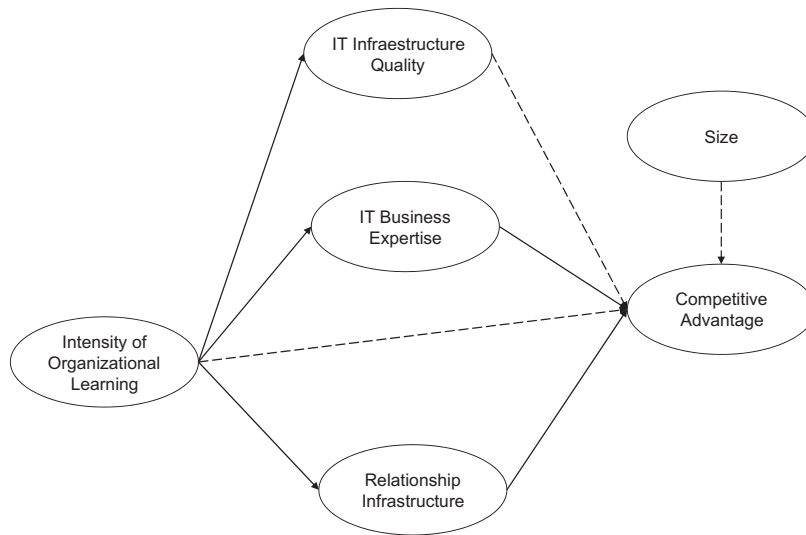 IT Infraestructure
Quality
Size
IT Business
Expertise
Competitive
Advantage
Intensity of
Organizational
Learning
Relationship
Infrastructure